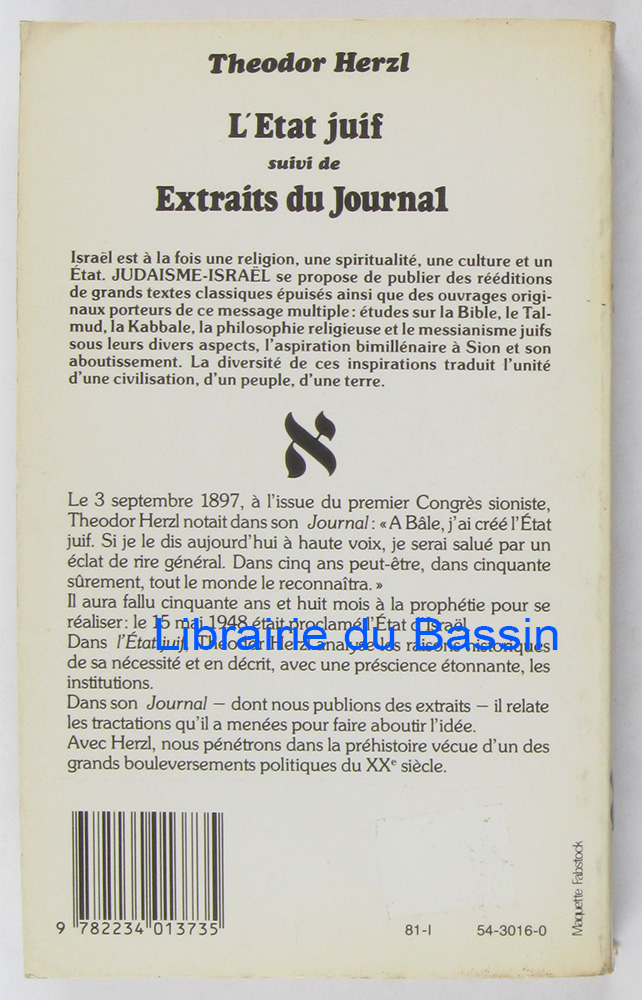 Theodor Herzl
L'Etat juif
suivi de
Extraits du Journal
Israël est à la fois une religion, une spiritualité, une culture et un
État. JUDAISME-ISRAËL se propose de publier des rééditions
de grands textes classiques épuisés ainsi que des ouvrages origi-
naux porteurs de ce message multiple: études sur la Bible, le Tal-
mud, la Kabbale, la philosophie religieuse et le messianisme juifs
sous leurs divers aspects, l'aspiration bimillénaire à Sion et son
aboutissement. La diversité de ces inspirations traduit l'unité
d'une civilisation, d'un peuple, d'une terre.
א
Le 3 septembre 1897, à l'issue du premier Congrès sioniste,
Theodor Herzl notait dans son Journal: « A Bâle, j'ai créé l'État
juif. Si je le dis aujourd'hui à haute voix, je serai salué par un
éclat de rire général. Dans cinq ans peut-être, dans cinquante
sûrement, tout le monde le reconnaîtra. »
Il aura fallu cinquante ans et huit mois à la prophétie pour se
réaliser: le 15 mai 1948 était proclamé l'État d'Israël.
Librairie du Bassin
Dans l'État juif, Theodor Herzl analyse les raisons historiques
de sa nécessité et en décrit, avec une préscience étonnante, les
institutions.
Dans son Journal — dont nous publions des extraits — il relate
les tractations qu'il a menées pour faire aboutir l'idée.
Avec Herzl, nous pénétrons dans la préhistoire vécue d'un des
grands bouleversements politiques du XXe siècle.
9 782234 013735
81-I 54-3016-0
Maquette Fabstock